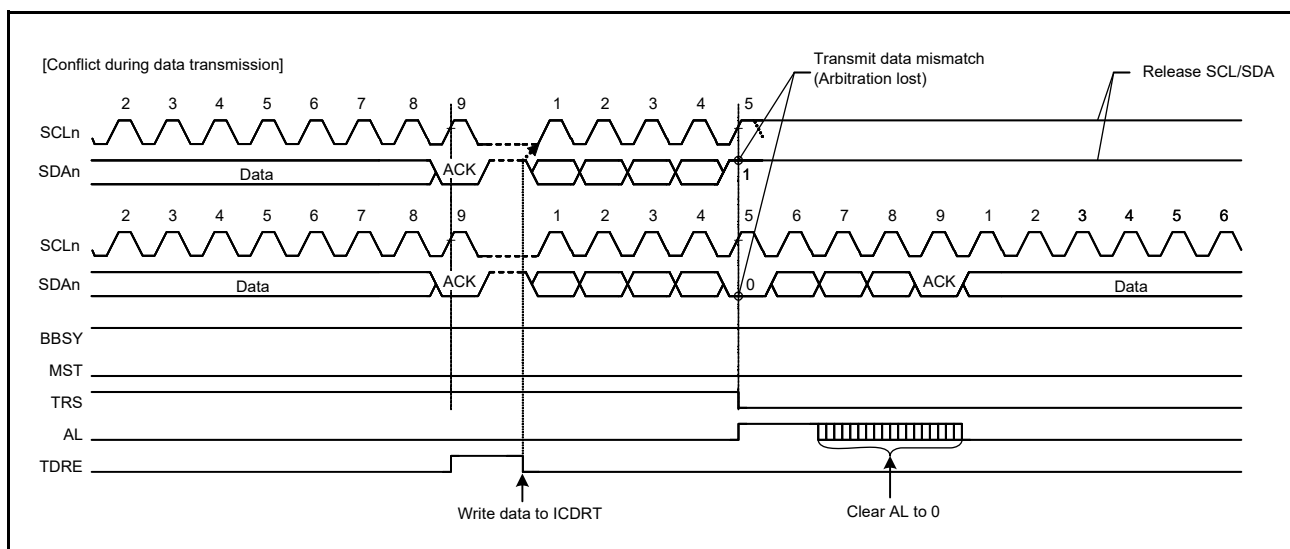 [Conflict during data transmission]
Transmit data mismatch
(Arbitration lost)
Release SCL/SDA
2 3 4 5 6 7 8 9 1 2 3 4 5
SCLn
SDAn
Data ACK 1
2 3 4 5 6 7 8 9 1 2 3 4 5 6 7 8 9 1 2 3 4 5 6
SCLn
SDAn
Data ACK 0 ACK Data
BBSY
MST
TRS
AL
TDRE
Write data to ICDRT
Clear AL to 0